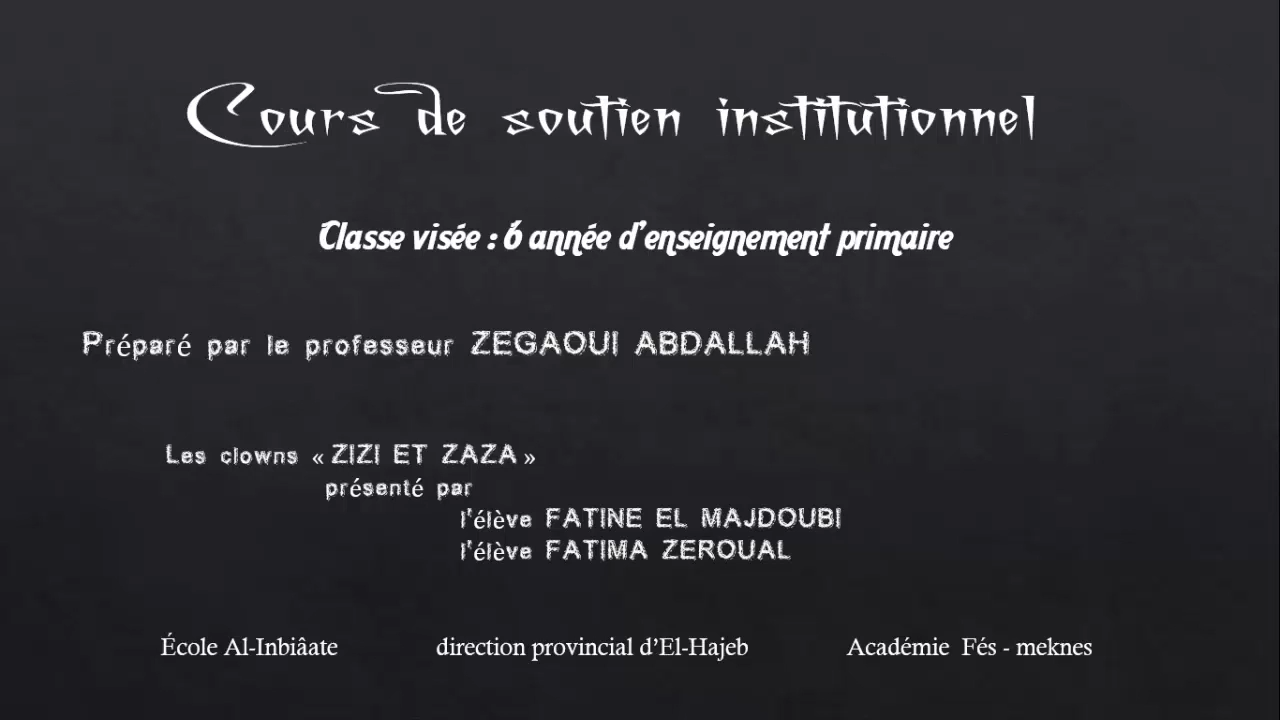 Cours de soutien institutionnel
Classe visée : 6 année d'enseignement primaire
Préparé par le professeur ZEGAOUI ABDALLAH
Les clowns « ZIZI ET ZAZA »
présenté par
l'élève FATINE EL MAJDOUBI
l'élève FATIMA ZEROUAL
École Al-Inbiâate direction provincial d'El-Hajeb Académie Fés - meknes